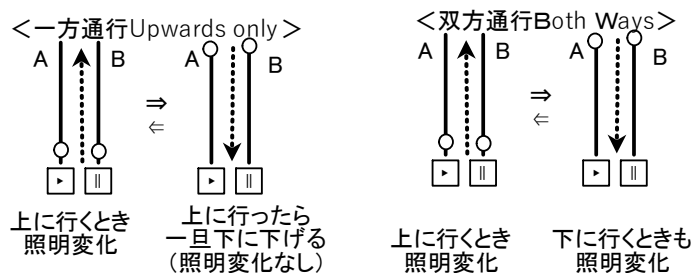 ＜一方通行Upwards only＞
A B
A B
⇒
⇐
上に行くとき
照明変化
上に行ったら
一旦下に下げる
（照明変化なし）
＜双方通行Both Ways＞
A B
A B
⇒
⇐
上に行くとき
照明変化
下に行くときも
照明変化